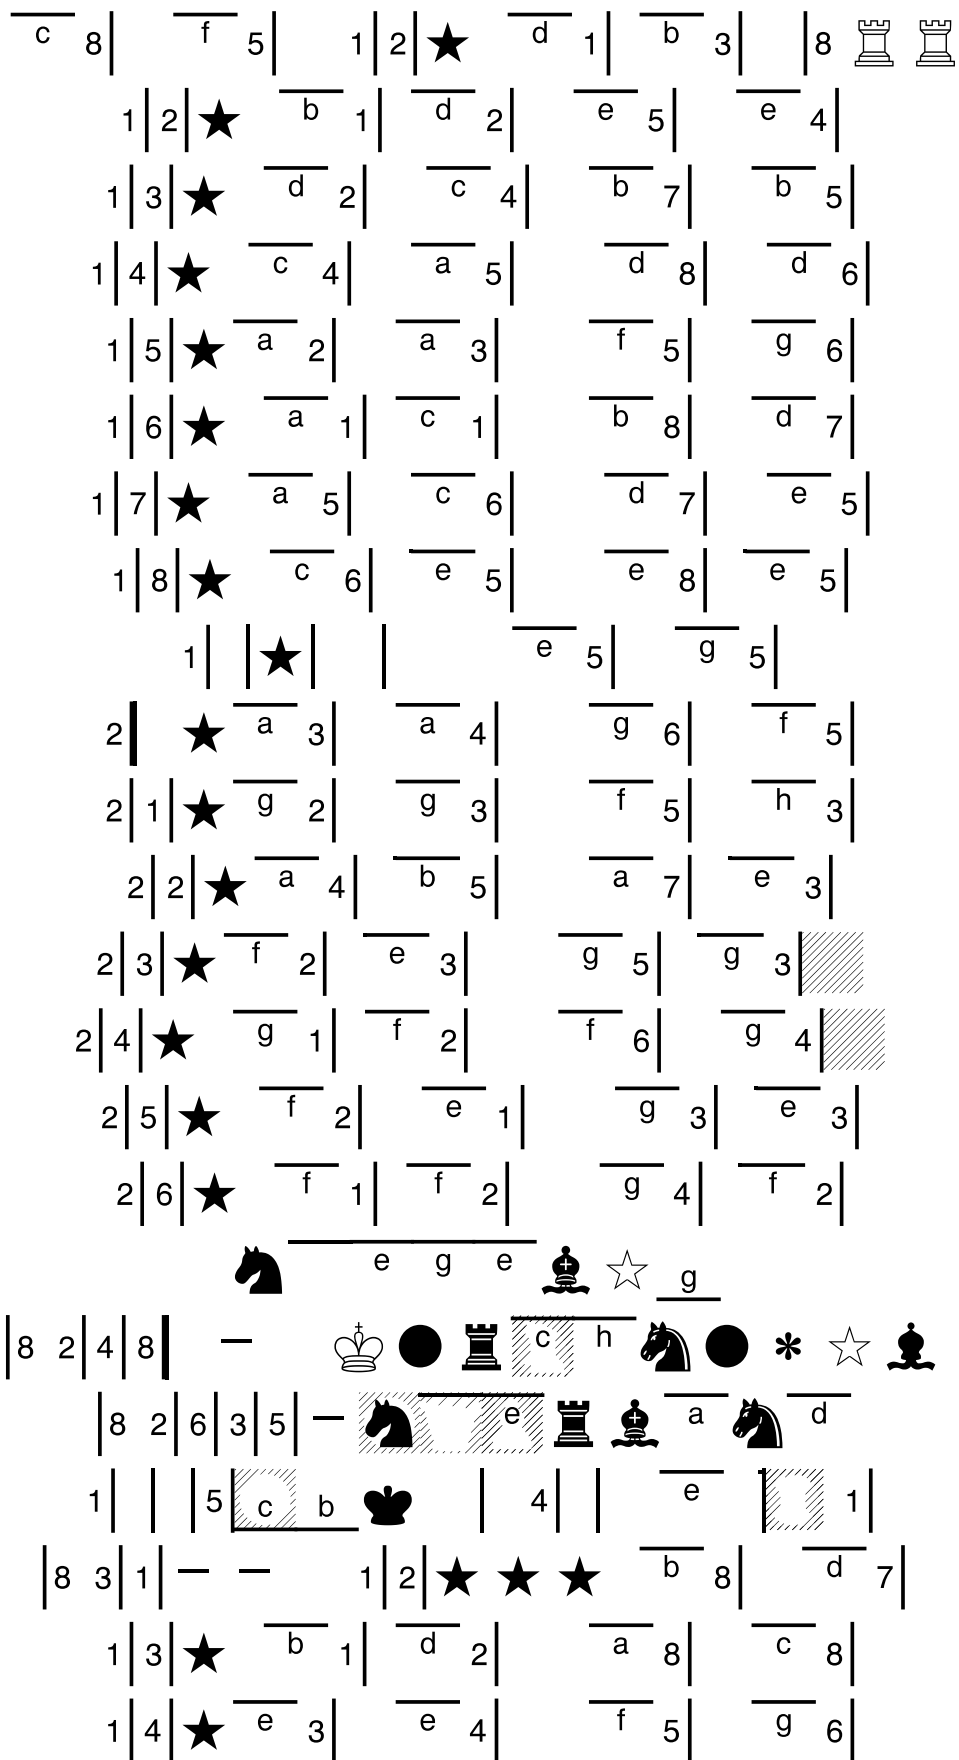 c 8 f 5 1 2 ★ d 1 b 3 8 ♖ ♖
1 2 ★ b 1 d 2 e 5 e 4
1 3 ★ d 2 c 4 b 7 b 5
1 4 ★ c 4 a 5 d 8 d 6
1 5 ★ a 2 a 3 f 5 g 6
1 6 ★ a 1 c 1 b 8 d 7
1 7 ★ a 5 c 6 d 7 e 5
1 8 ★ c 6 e 5 e 8 e 5
1 ★ e 5 g 5
2 ★ a 3 a 4 g 6 f 5
2 1 ★ g 2 g 3 f 5 h 3
2 2 ★ a 4 b 5 a 7 e 3
2 3 ★ f 2 e 3 g 5 g 3
2 4 ★ g 1 f 2 f 6 g 4
2 5 ★ f 2 e 1 g 3 e 3
2 6 ★ f 1 f 2 g 4 f 2
♞ e g e ♝ ☆ g
8 2 4 8 – ♔ ● ♜ c h ♞ ● * ☆ ♝
8 2 6 3 5 – ♞ e ♜ ♝ a ♞ d
1 5 c b ♚ 4 e 1
8 3 1 – – 1 2 ★ ★ ★ b 8 d 7
1 3 ★ b 1 d 2 a 8 c 8
1 4 ★ e 3 e 4 f 5 g 6